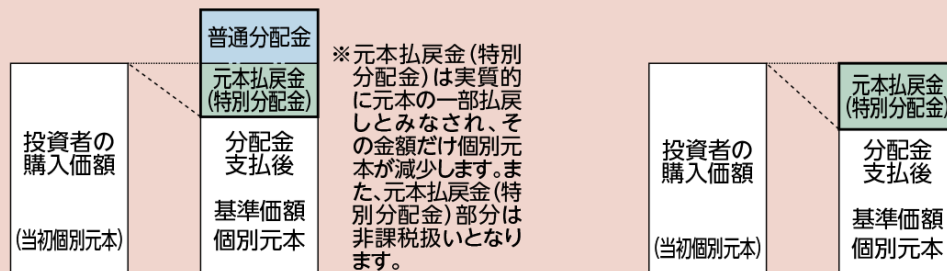 普通分配金
元本払戻金
(特別分配金)
投資者の
購入価額
(当初個別元本)
分配金
支払後
基準価額
個別元本
※元本払戻金(特別
分配金)は実質的
に元本の一部払戻
しとみなされ、そ
の金額だけ個別元
本が減少します。ま
た、元本払戻金(特
別分配金)部分は
非課税扱いとなり
ます。
投資者の
購入価額
(当初個別元本)
元本払戻金
(特別分配金)
分配金
支払後
基準価額
個別元本